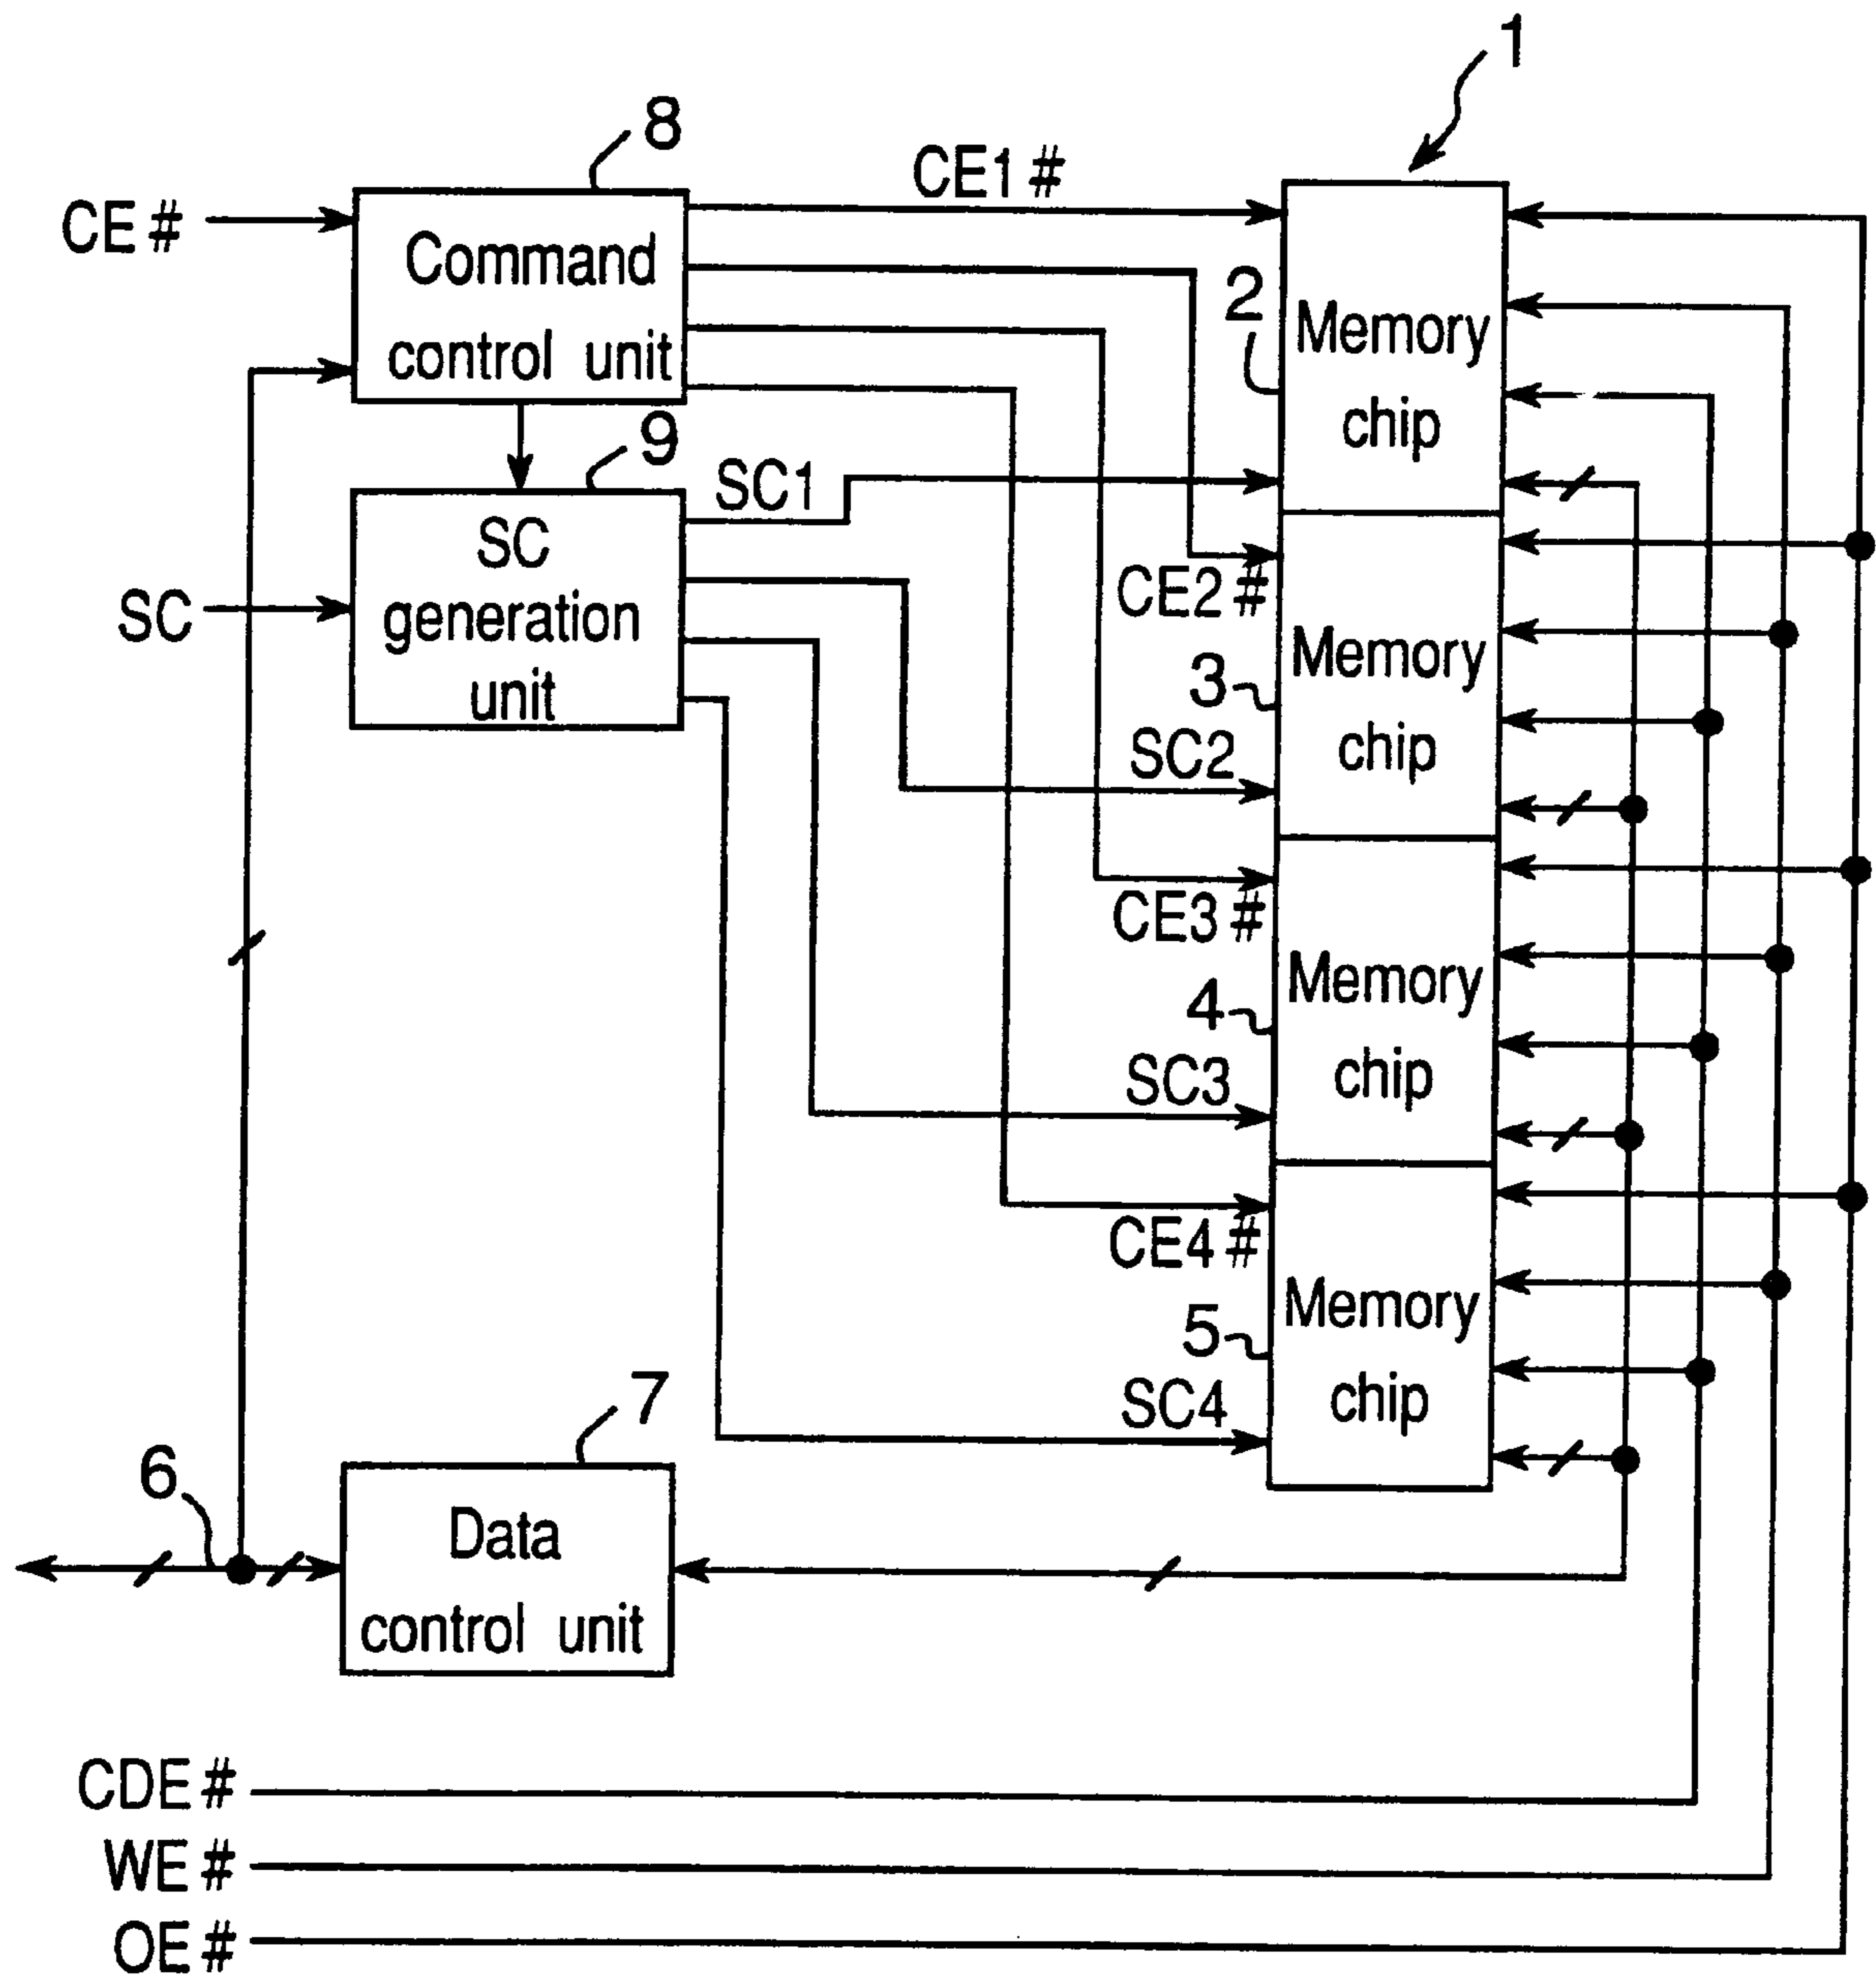 1
8
CE1 #
CE #
Command
control unit
2
Memory
chip
9
SC1
SC
generation
unit
SC
CE2 #
3
Memory
chip
SC2
CE3 #
4
Memory
chip
SC3
CE4 #
5
Memory
chip
SC4
7
6
Data
control unit
CDE #
WE #
OE #